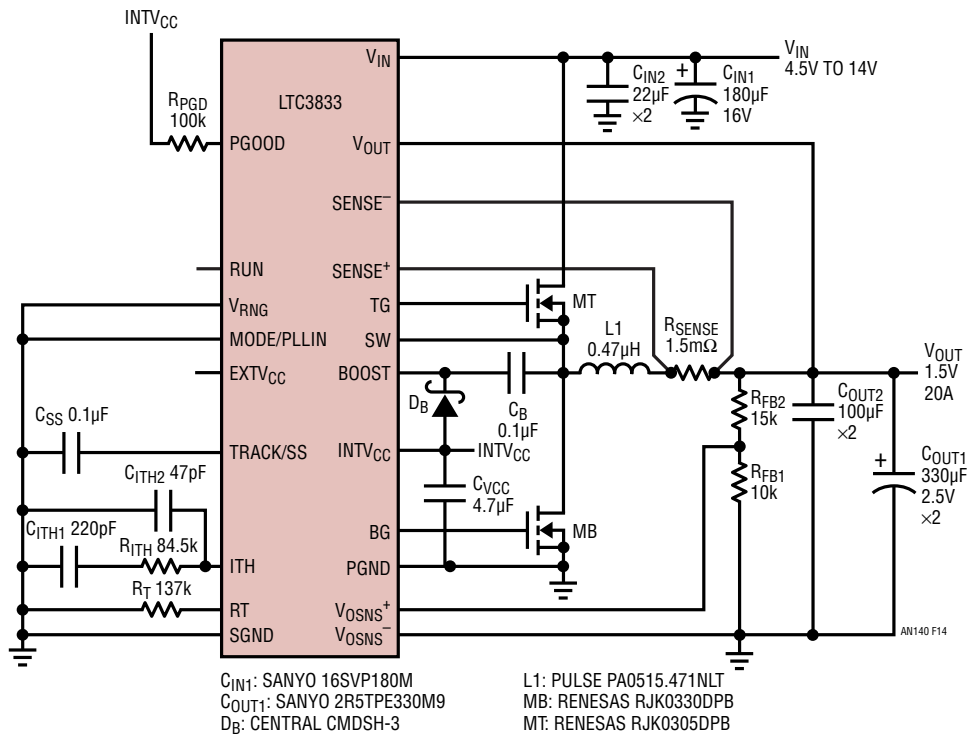 INTVCC
RPGD
100k
LTC3833
PGOOD
RUN
VRNG
MODE/PLLIN
EXTVCC
CSS 0.1µF
TRACK/SS
CITH2 47pF
CITH1 220pF
RITH 84.5k
ITH
RT 137k
RT
SGND
VIN
VOUT
SENSE–
SENSE+
TG
SW
BOOST
INTVCC
BG
PGND
VOSNS+
VOSNS–
VIN
4.5V TO 14V
CIN2
22µF
×2
+
CIN1
180µF
16V
MT
L1
0.47µH
RSENSE
1.5mΩ
DB
CB
0.1µF
INTVCC
CVCC
4.7µF
MB
RFB2
15k
RFB1
10k
COUT2
100µF
×2
VOUT
1.5V
20A
+
COUT1
330µF
2.5V
×2
AN140 F14
CIN1: SANYO 16SVP180M
COUT1: SANYO 2R5TPE330M9
DB: CENTRAL CMDSH-3
L1: PULSE PA0515.471NLT
MB: RENESAS RJK0330DPB
MT: RENESAS RJK0305DPB